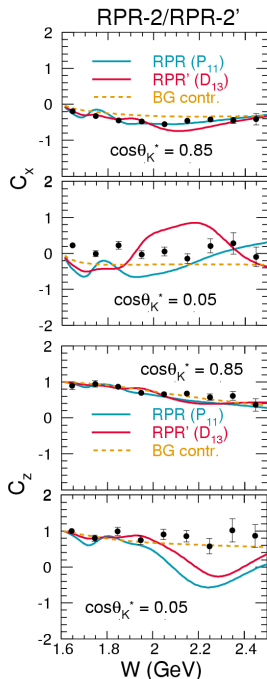 RPR-2/RPR-2'
2
RPR (P11)
1
RPR' (D13)
BG contr.
0
-1
cosθK* = 0.85
Cx
2
1
0
-1
cosθK* = 0.05
-2
2
cosθK* = 0.85
1
RPR (P11)
0
RPR' (D13)
BG contr.
-1
Cz
2
1
0
-1
cosθK* = 0.05
-2
1.6 1.8 2 2.2 2.4
W (GeV)